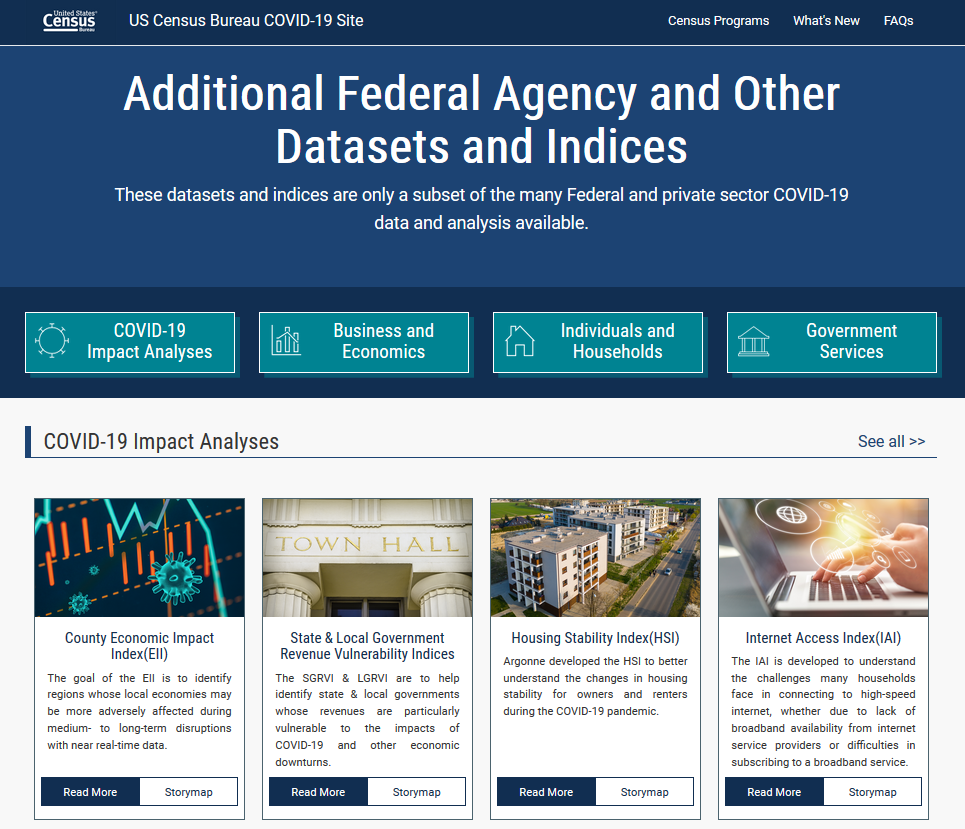 United States®
Census
Bureau
US Census Bureau COVID-19 Site
Census Programs
What's New
FAQs
Additional Federal Agency and Other
Datasets and Indices
These datasets and indices are only a subset of the many Federal and private sector COVID-19
data and analysis available.
COVID-19
Impact Analyses
Business and
Economics
Individuals and
Households
Government
Services
COVID-19 Impact Analyses
See all >>
County Economic Impact
Index(EII)
The goal of the EII is to identify
regions whose local economies may
be more adversely affected during
medium- to long-term disruptions
with near real-time data.
Read More
Storymap
TOWN HALL
State & Local Government
Revenue Vulnerability Indices
The SGRVI & LGRVI are to help
identify state & local governments
whose revenues are particularly
vulnerable to the impacts of
COVID-19 and other economic
downturns.
Read More
Storymap
Housing Stability Index(HSI)
Argonne developed the HSI to better
understand the changes in housing
stability for owners and renters
during the COVID-19 pandemic.
Read More
Storymap
Internet Access Index(IAI)
The IAI is developed to understand
the challenges many households
face in connecting to high-speed
internet, whether due to lack of
broadband availability from internet
service providers or difficulties in
subscribing to a broadband service.
Read More
Storymap